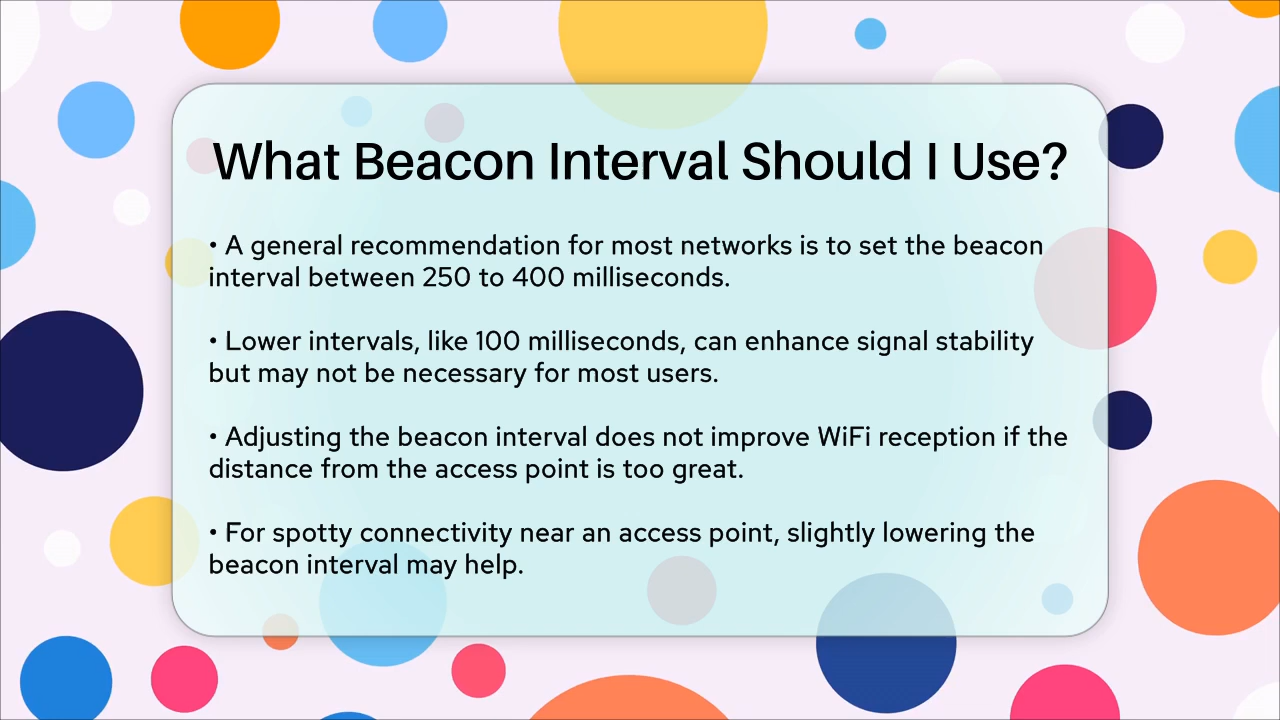 What Beacon Interval Should I Use?
• A general recommendation for most networks is to set the beacon
interval between 250 to 400 milliseconds.
• Lower intervals, like 100 milliseconds, can enhance signal stability
but may not be necessary for most users.
• Adjusting the beacon interval does not improve WiFi reception if the
distance from the access point is too great.
• For spotty connectivity near an access point, slightly lowering the
beacon interval may help.